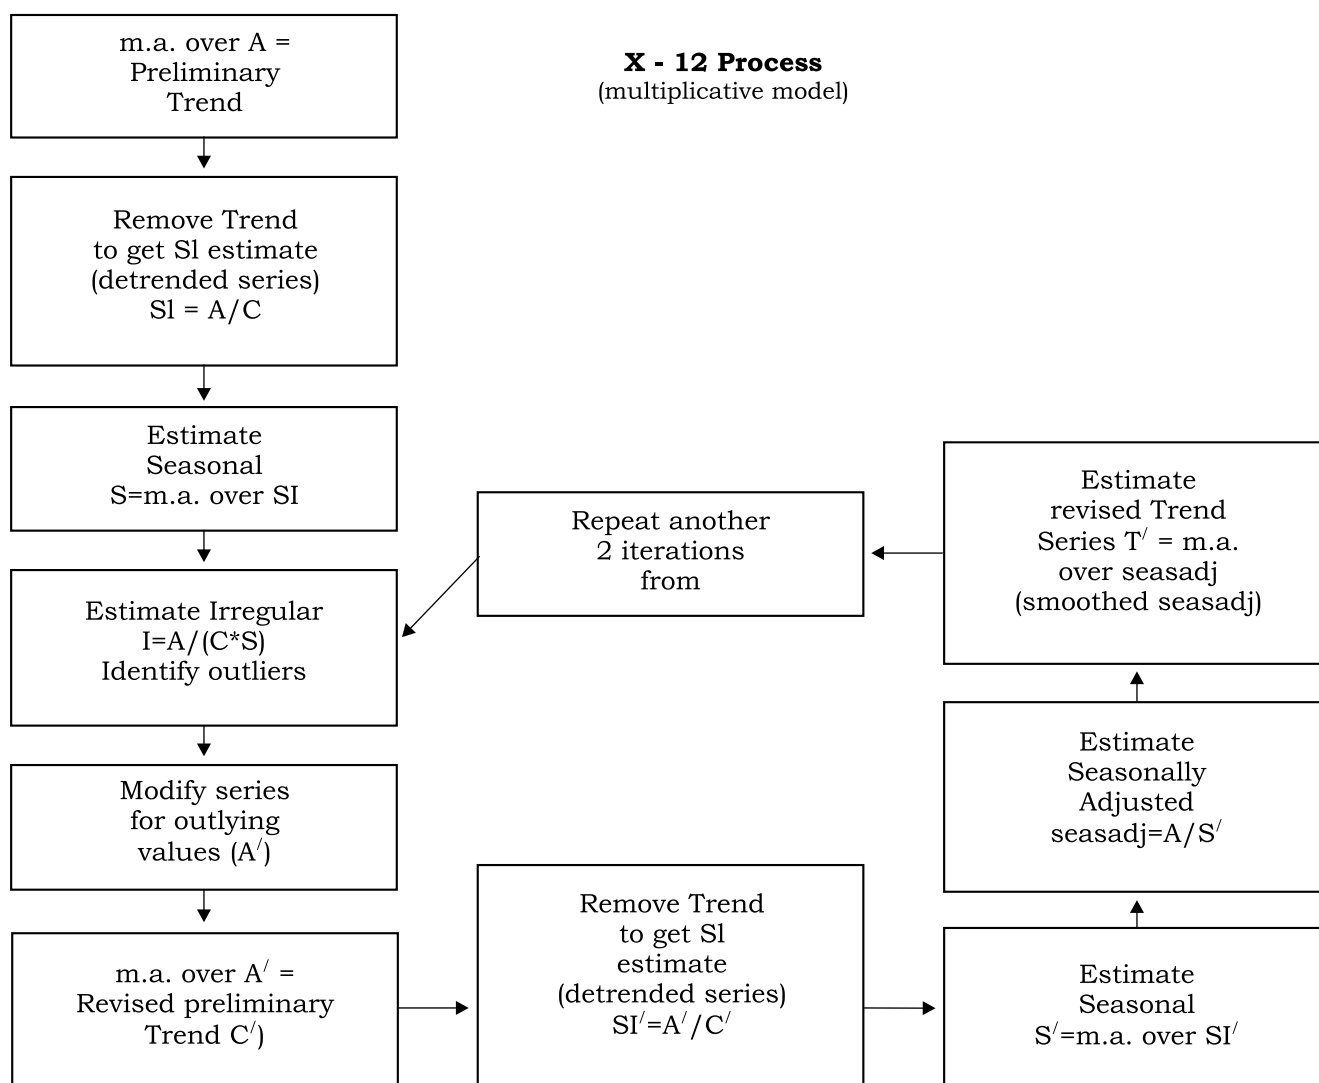 m.a. over A =
Preliminary
Trend
X - 12 Process
(multiplicative model)
Remove Trend
to get Sl estimate
(detrended series)
Sl = A/C
Estimate
Seasonal
S=m.a. over SI
Estimate Irregular
I=A/(C*S)
Identify outliers
Modify series
for outlying
values (A/)
m.a. over A/ =
Revised preliminary
Trend C/)
Remove Trend
to get Sl
estimate
(detrended series)
SI/=A//C/
Estimate
Seasonal
S/=m.a. over SI/
Estimate
Seasonally
Adjusted
seasadj=A/S/
Estimate
revised Trend
Series T/ = m.a.
over seasadj
(smoothed seasadj)
Repeat another
2 iterations
from